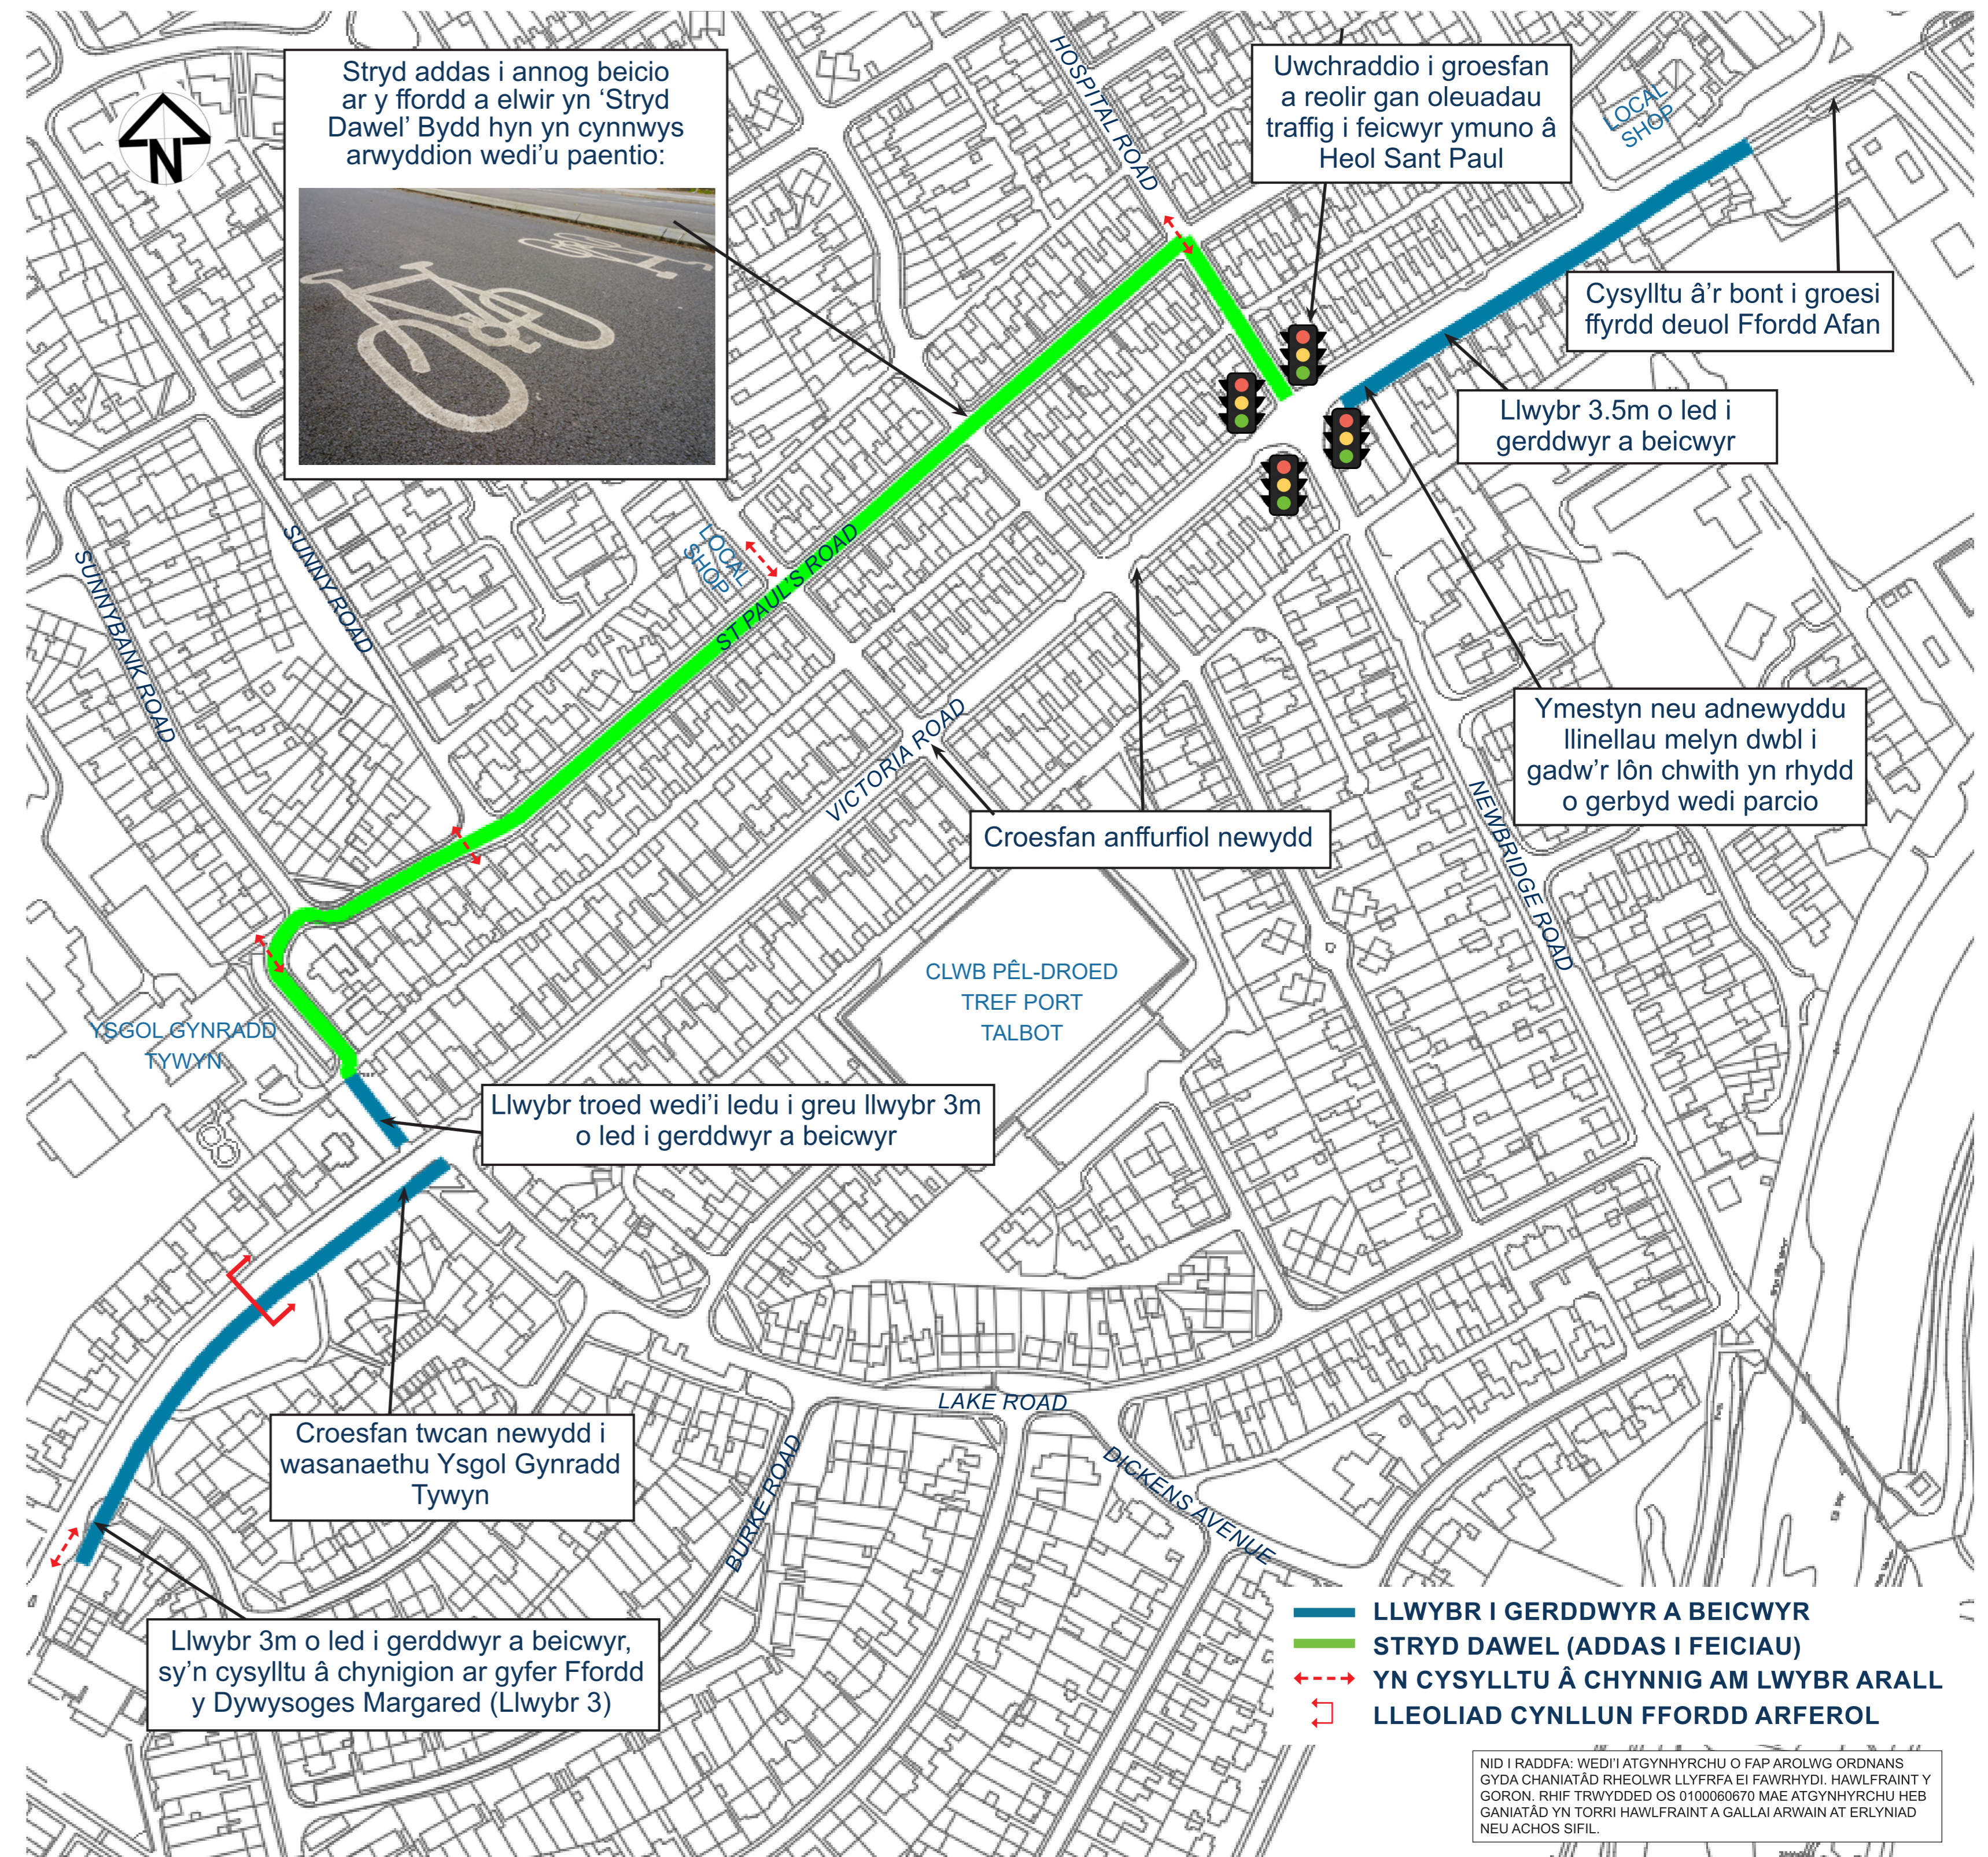 Stryd addas i annog beicio
ar y ffordd a elwir yn ‘Stryd
Dawel’ Bydd hyn yn cynnwys
arwyddion wedi’u paentio:
N
HOSPITAL ROAD
Uwchraddio i groesfan
a reolir gan oleuadau
traffig i feicwyr ymuno â
Heol Sant Paul
LOCAL
SHOP
Cysylltu â’r bont i groesi
ffyrdd deuol Ffordd Afan
Llwybr 3.5m o led i
gerddwyr a beicwyr
SUNNYBANK ROAD
SUNNY ROAD
LOCAL
SHOP
ST PAUL’S ROAD
VICTORIA ROAD
Ymestyn neu adnewyddu
llinellau melyn dwbl i
gadw’r lôn chwith yn rhydd
o gerbyd wedi parcio
Croesfan anffurfiol newydd
NEWBRIDGE ROAD
CLWB PÊL-DROED
TREF PORT
TALBOT
YSGOL GYNRADD
TYWYN
Llwybr troed wedi’i ledu i greu llwybr 3m
o led i gerddwyr a beicwyr
LAKE ROAD
BURKE ROAD
DICKENS AVENUE
Croesfan twcan newydd i
wasanaethu Ysgol Gynradd
Tywyn
Llwybr 3m o led i gerddwyr a beicwyr,
sy’n cysylltu â chynigion ar gyfer Ffordd
y Dywysoges Margared (Llwybr 3)
LLWYBR I GERDDWYR A BEICWYR
STRYD DAWEL (ADDAS I FEICIAU)
YN CYSYLLTU Â CHYNNIG AM LWYBR ARALL
LLEOLIAD CYNLLUN FFORDD ARFEROL
NID I RADDFA: WEDI’I ATGYNHYRCHU O FAP AROLWG ORDNANS
GYDA CHANIATÂD RHEOLWR LLYFRFA EI FAWRHYDI. HAWLFRAINT Y
GORON. RHIF TRWYDDED OS 0100060670 MAE ATGYNHYRCHU HEB
GANIATÂD YN TORRI HAWLFRAINT A GALLAI ARWAIN AT ERLYNIAD
NEU ACHOS SIFIL.